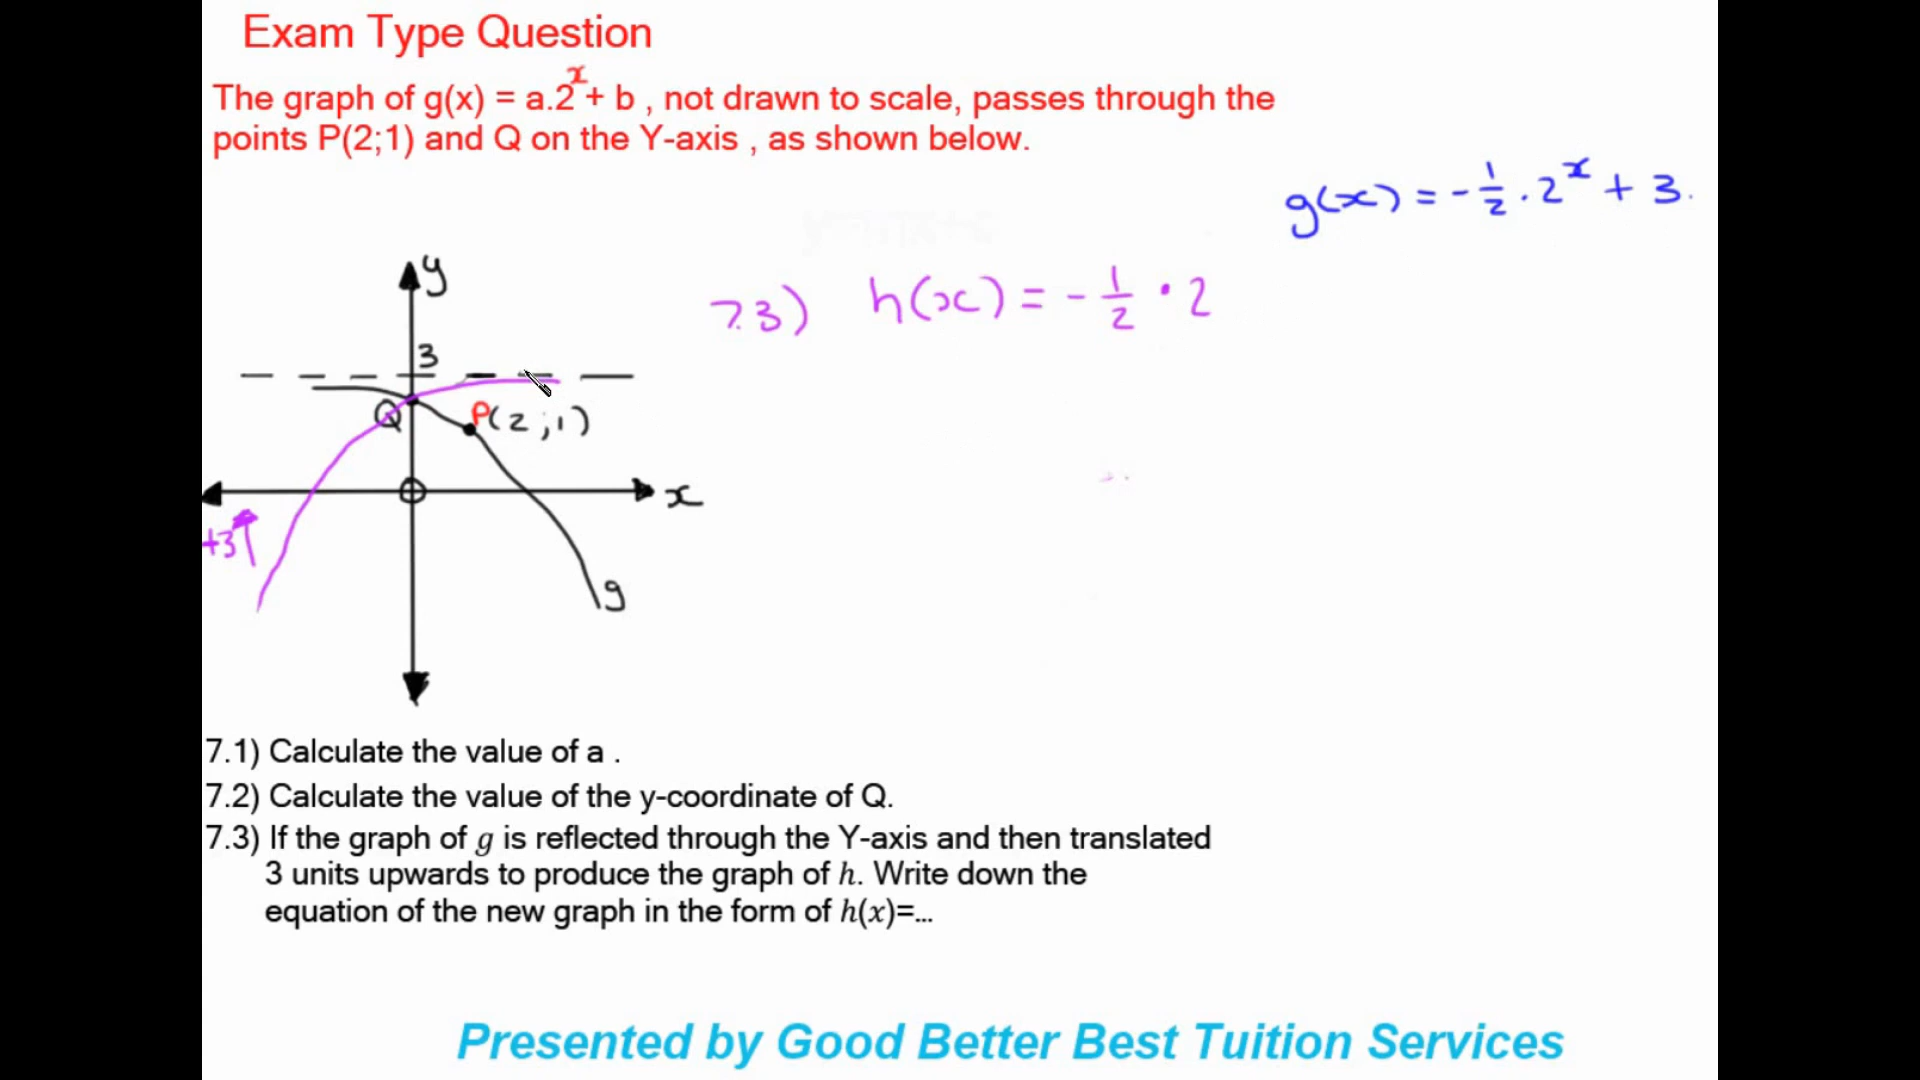 Exam Type Question
The graph of g(x) = a.2^x + b , not drawn to scale, passes through the
points P(2;1) and Q on the Y-axis , as shown below.
g(x) = -1/2 . 2^x + 3.
7.3) h(x) = -1/2 · 2
y
3
Q
P(2;1)
x
+3
g
7.1) Calculate the value of a .
7.2) Calculate the value of the y-coordinate of Q.
7.3) If the graph of g is reflected through the Y-axis and then translated
3 units upwards to produce the graph of h. Write down the
equation of the new graph in the form of h(x)=...
Presented by Good Better Best Tuition Services